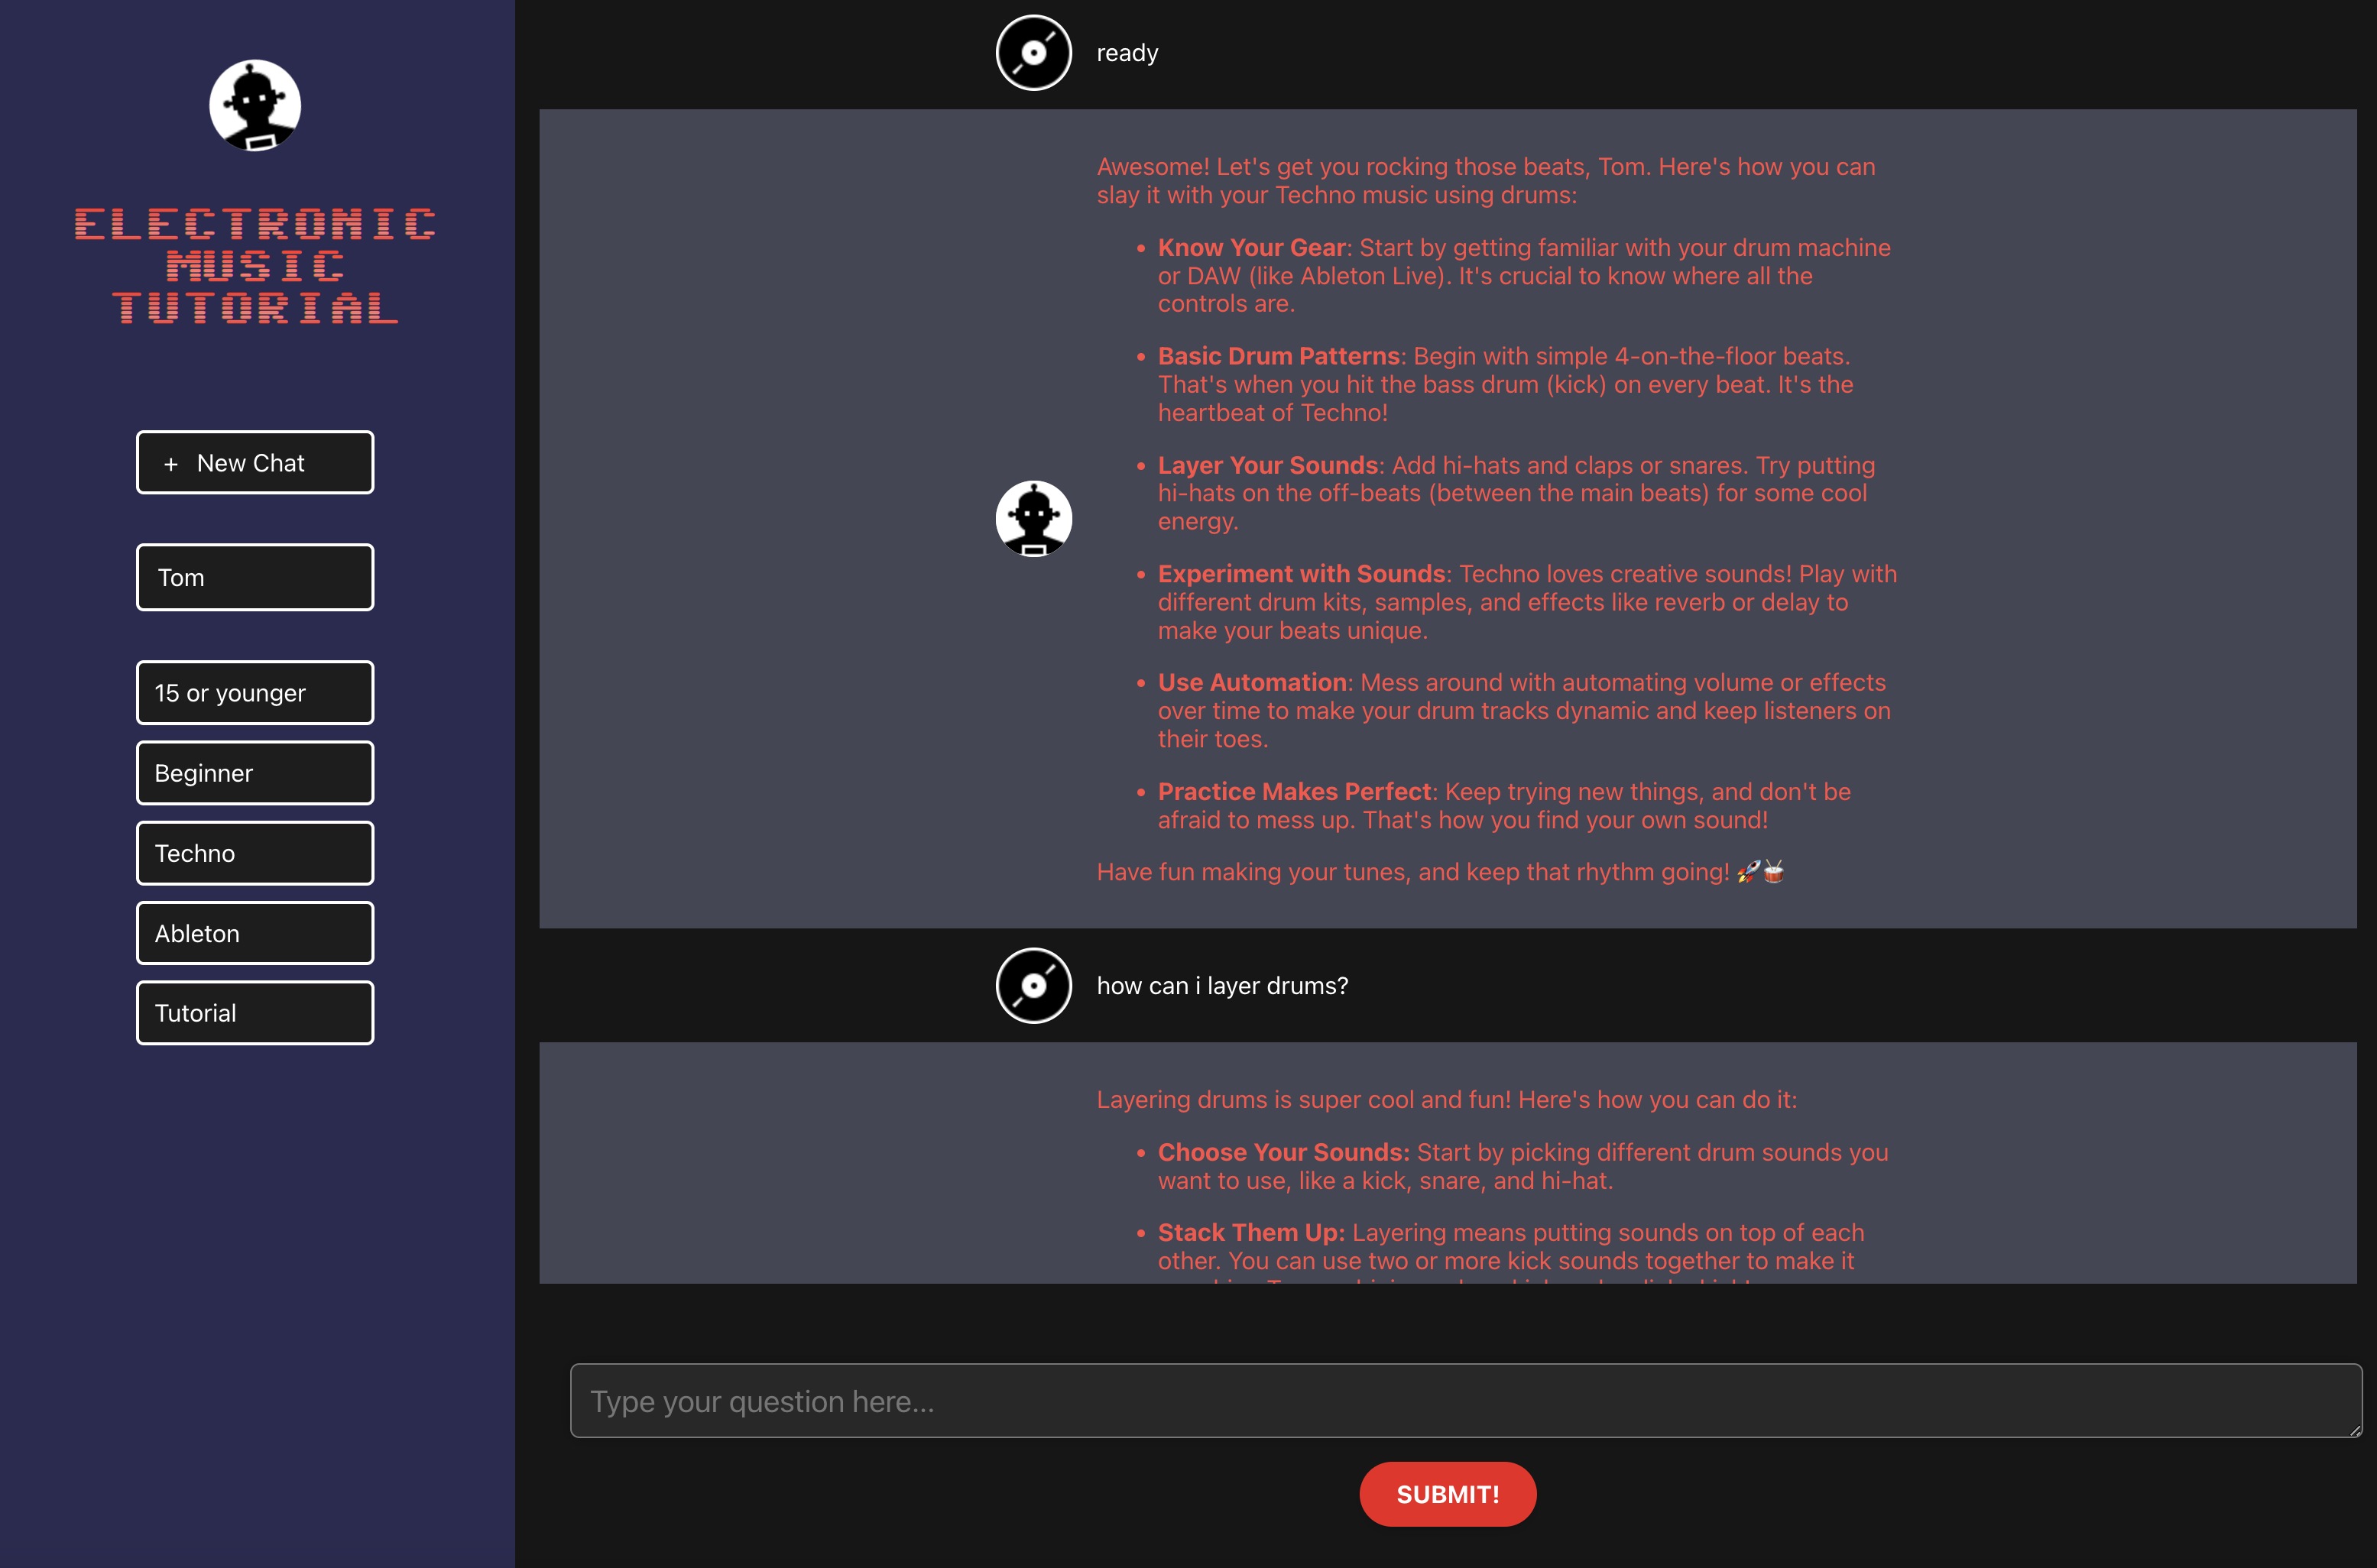 ELECTRONIC
MUSIC
TUTORIAL
+ New Chat
Tom
15 or younger
Beginner
Techno
Ableton
Tutorial
ready
Awesome! Let's get you rocking those beats, Tom. Here's how you can
slay it with your Techno music using drums:
• Know Your Gear: Start by getting familiar with your drum machine
or DAW (like Ableton Live). It's crucial to know where all the
controls are.
• Basic Drum Patterns: Begin with simple 4-on-the-floor beats.
That's when you hit the bass drum (kick) on every beat. It's the
heartbeat of Techno!
• Layer Your Sounds: Add hi-hats and claps or snares. Try putting
hi-hats on the off-beats (between the main beats) for some cool
energy.
• Experiment with Sounds: Techno loves creative sounds! Play with
different drum kits, samples, and effects like reverb or delay to
make your beats unique.
• Use Automation: Mess around with automating volume or effects
over time to make your drum tracks dynamic and keep listeners on
their toes.
• Practice Makes Perfect: Keep trying new things, and don't be
afraid to mess up. That's how you find your own sound!
Have fun making your tunes, and keep that rhythm going! 🚀🥁
how can i layer drums?
Layering drums is super cool and fun! Here's how you can do it:
• Choose Your Sounds: Start by picking different drum sounds you
want to use, like a kick, snare, and hi-hat.
• Stack Them Up: Layering means putting sounds on top of each
other. You can use two or more kick sounds together to make it
Type your question here...
SUBMIT!